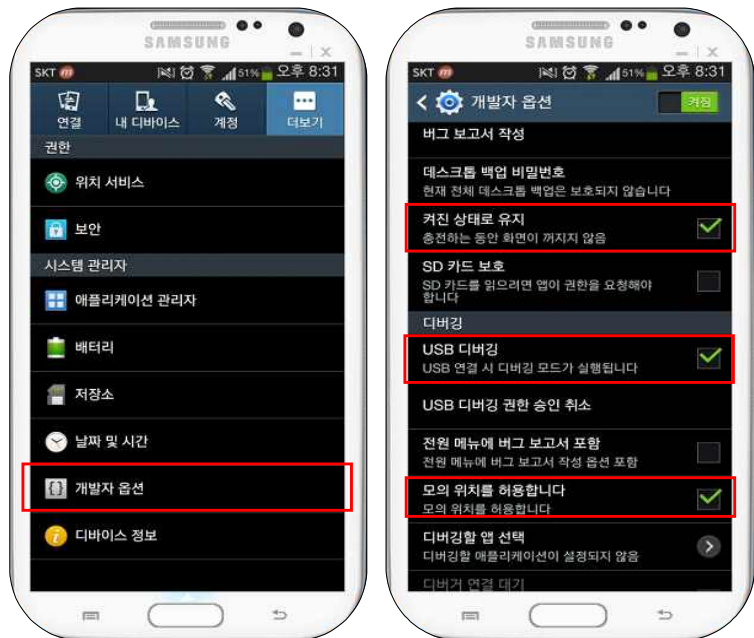 SAMSUNG
SKT 51% 오후 8:31
연결 내 디바이스 계정 더보기
권한
위치 서비스
보안
시스템 관리자
애플리케이션 관리자
배터리
저장소
날짜 및 시간
개발자 옵션
디바이스 정보
SAMSUNG
SKT 51% 오후 8:31
개발자 옵션 켜짐
버그 보고서 작성
데스크톱 백업 비밀번호
현재 전체 데스크톱 백업은 보호되지 않습니다
켜진 상태로 유지
충전하는 동안 화면이 꺼지지 않음
SD 카드 보호
SD 카드를 읽으려면 앱이 권한을 요청해야
합니다
디버깅
USB 디버깅
USB 연결 시 디버깅 모드가 실행됩니다
USB 디버깅 권한 승인 취소
전원 메뉴에 버그 보고서 포함
전원 메뉴에 버그 보고서 작성 옵션 포함
모의 위치를 허용합니다
모의 위치를 허용합니다
디버깅할 앱 선택
디버깅할 애플리케이션이 설정되지 않음
디버거 연결 대기